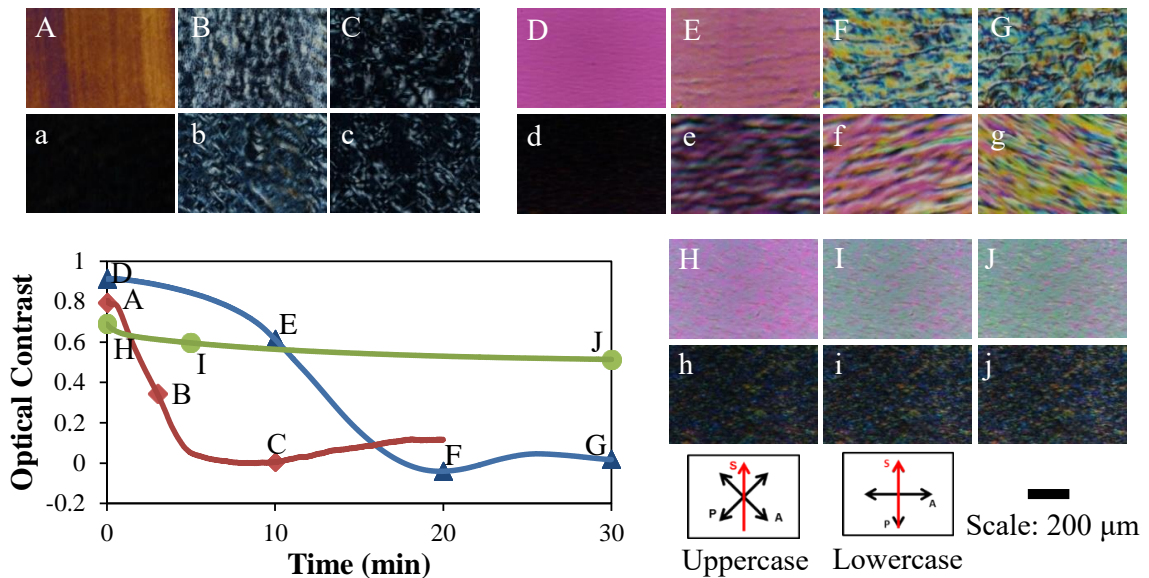 A B C D E F G
a b c d e f g
H I J
h i j
Optical Contrast
1
0.8
0.6
0.4
0.2
0
-0.2
D
A
H
I
B
E
C
J
F
G
0 10 20 30
Time (min)
S
P A
S
A
P
Uppercase Lowercase Scale: 200 μm